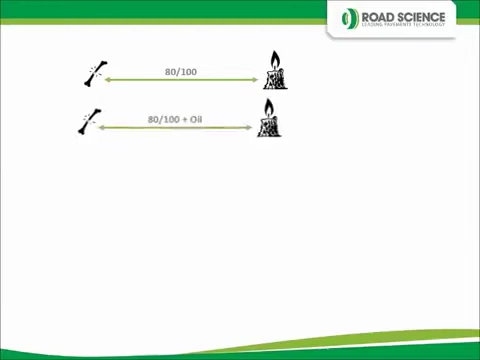 ROAD SCIENCE
LEADING PAVEMENTS TECHNOLOGY
80/100
80/100 + Oil